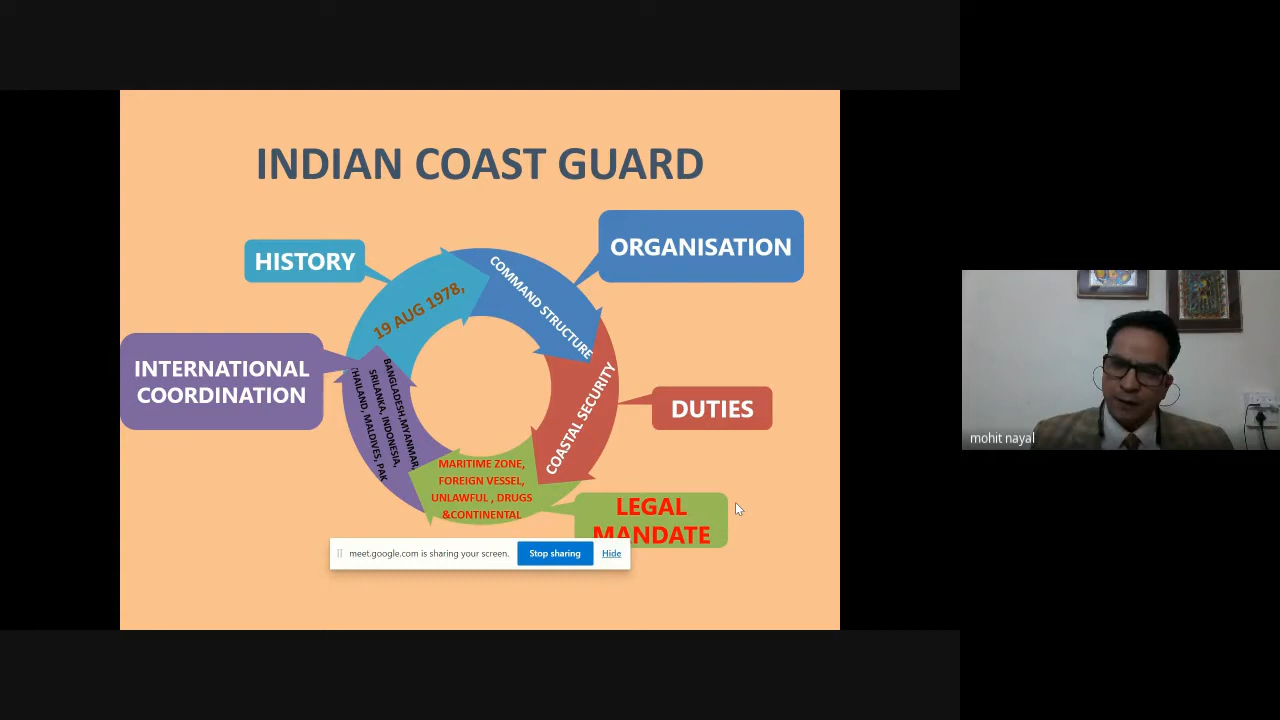 INDIAN COAST GUARD
HISTORY
19 AUG 1978,
ORGANISATION
COMMAND STRUCTURE
DUTIES
COASTAL SECURITY
LEGAL
MANDATE
MARITIME ZONE,
FOREIGN VESSEL,
UNLAWFUL , DRUGS
&CONTINENTAL
INTERNATIONAL
COORDINATION
BANGLADESH,MYANMAR,
SRILANKA, INDONESIA,
THAILAND, MALDIVES, PAK
meet.google.com is sharing your screen.
Stop sharing
Hide
mohit nayal